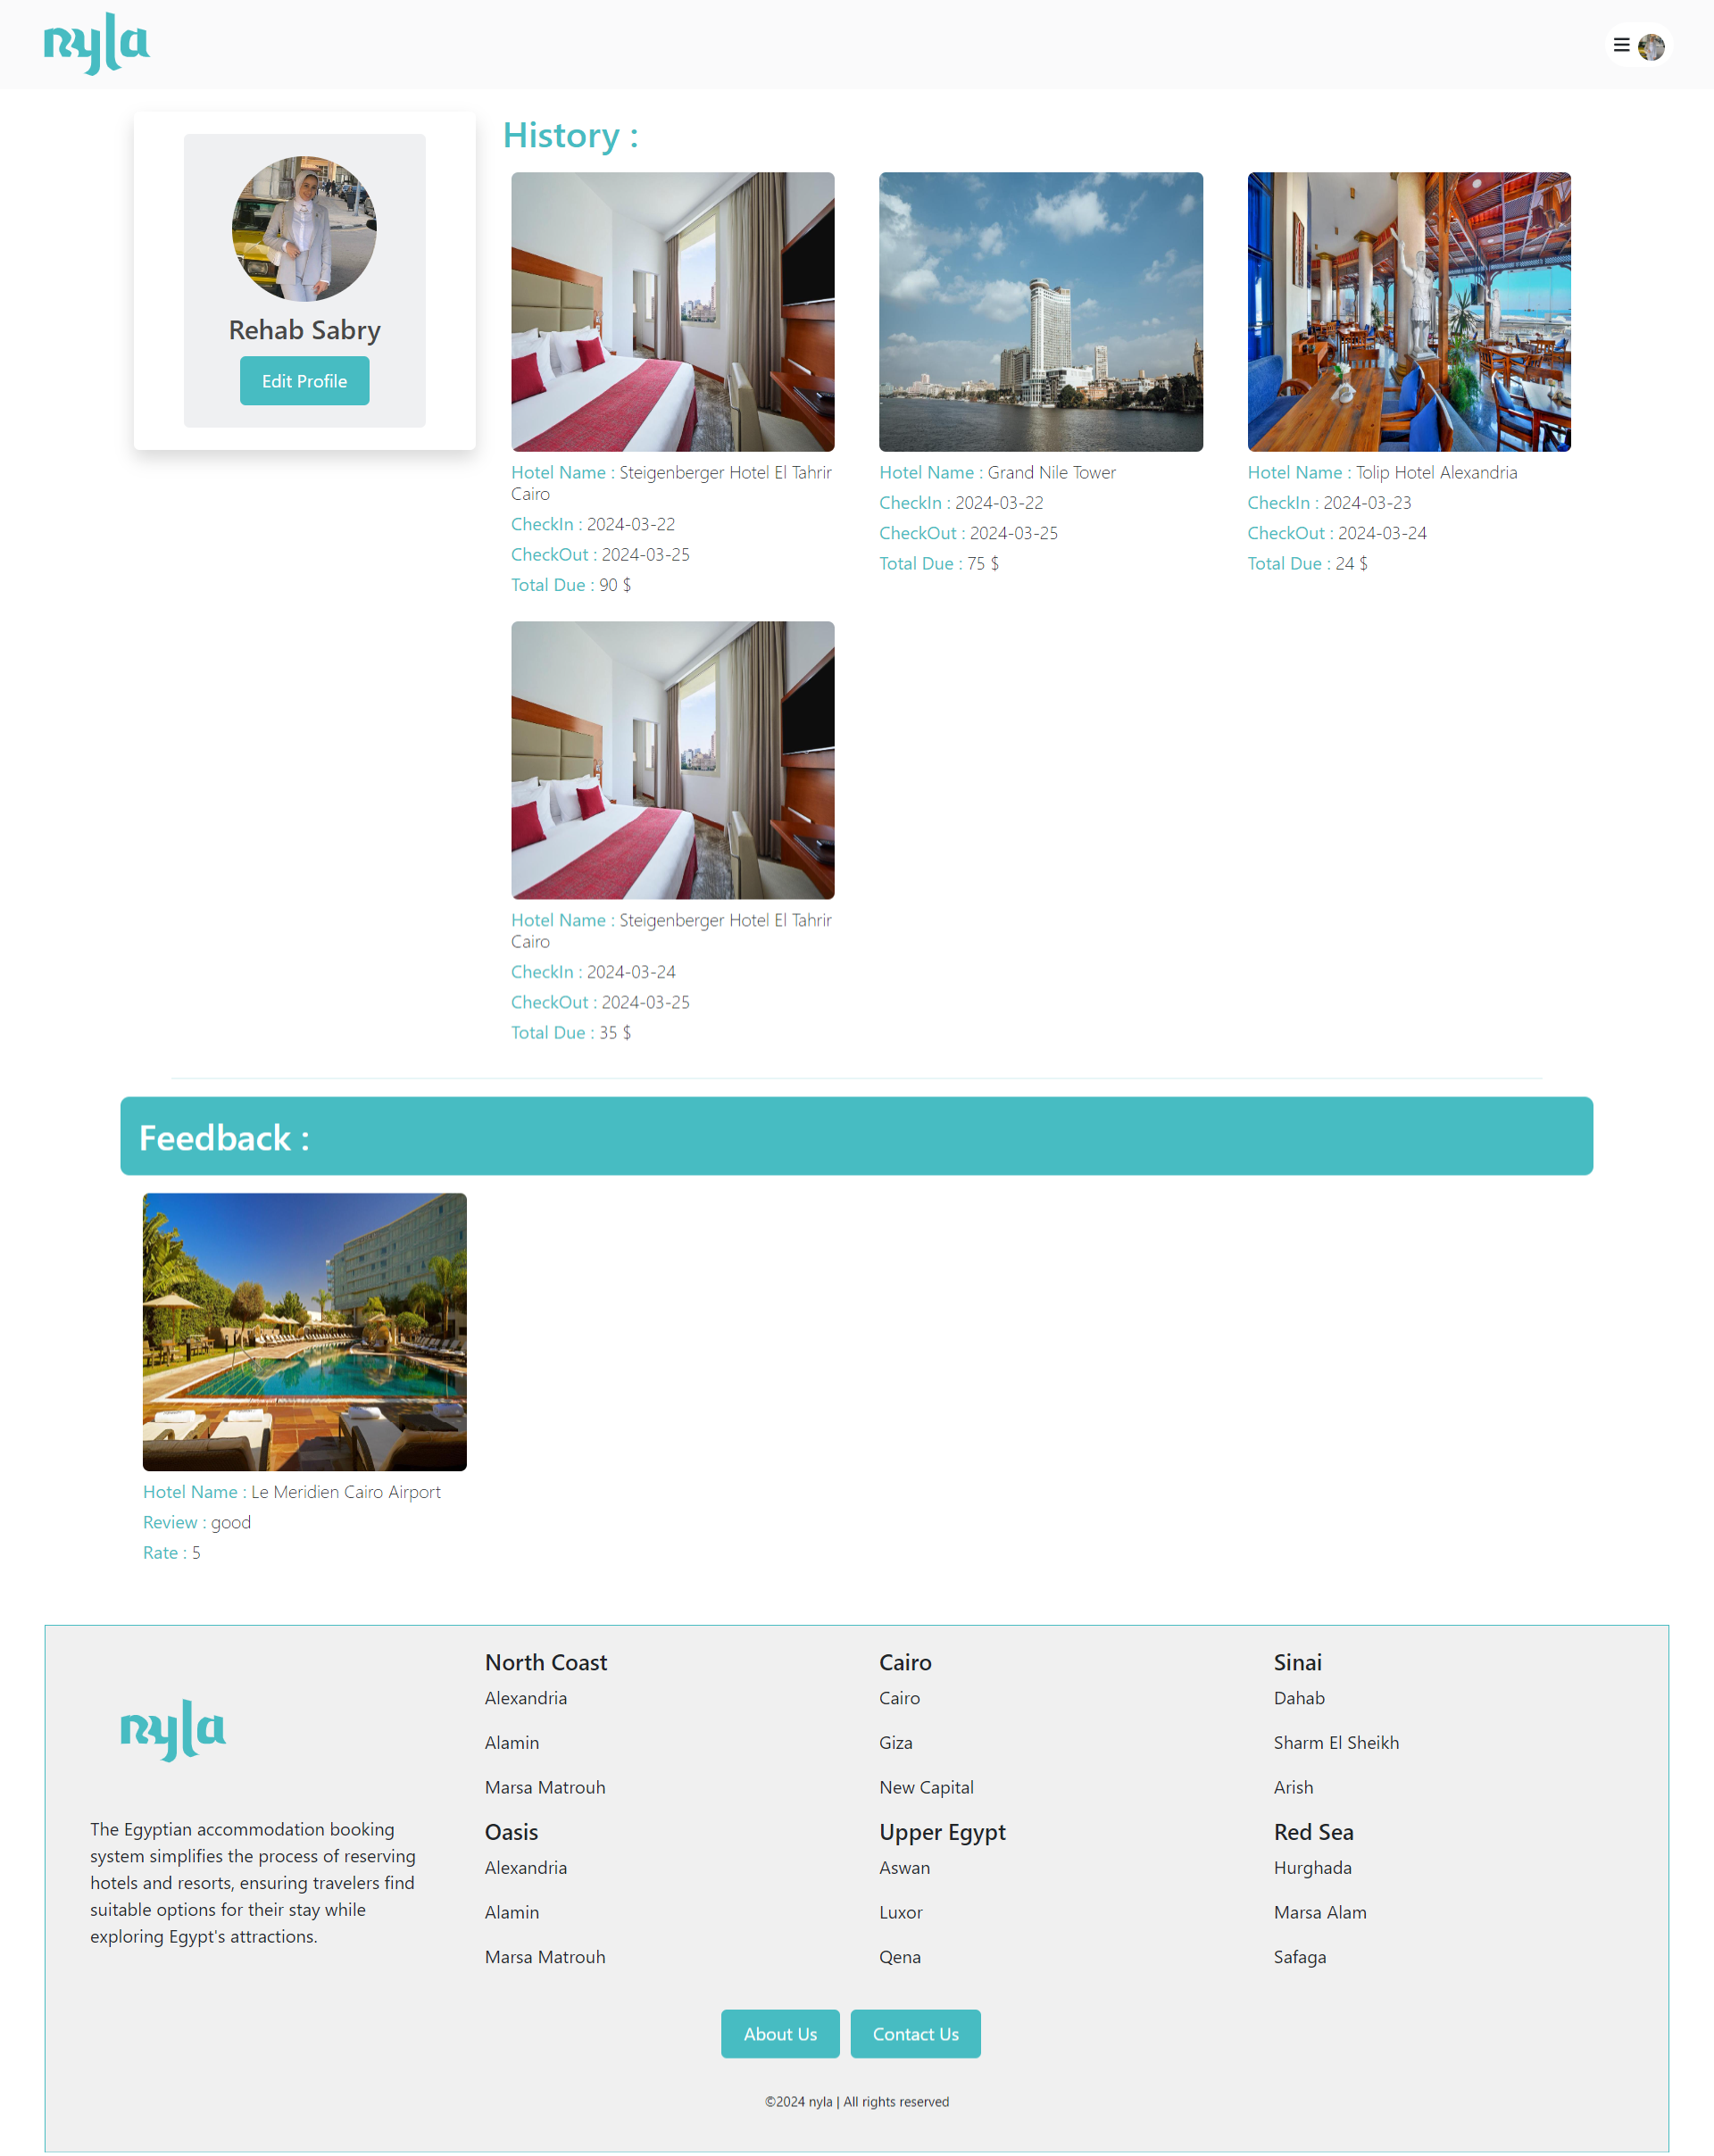 nyla
Rehab Sabry
Edit Profile
History :
Hotel Name : Steigenberger Hotel El Tahrir
Cairo
CheckIn : 2024-03-22
CheckOut : 2024-03-25
Total Due : 90 $
Hotel Name : Grand Nile Tower
CheckIn : 2024-03-22
CheckOut : 2024-03-25
Total Due : 75 $
Hotel Name : Tolip Hotel Alexandria
CheckIn : 2024-03-23
CheckOut : 2024-03-24
Total Due : 24 $
Hotel Name : Steigenberger Hotel El Tahrir
Cairo
CheckIn : 2024-03-24
CheckOut : 2024-03-25
Total Due : 35 $
Feedback :
Hotel Name : Le Meridien Cairo Airport
Review : good
Rate : 5
nyla
The Egyptian accommodation booking
system simplifies the process of reserving
hotels and resorts, ensuring travelers find
suitable options for their stay while
exploring Egypt's attractions.
North Coast
Alexandria
Alamin
Marsa Matrouh
Cairo
Cairo
Giza
New Capital
Sinai
Dahab
Sharm El Sheikh
Arish
Oasis
Alexandria
Alamin
Marsa Matrouh
Upper Egypt
Aswan
Luxor
Qena
Red Sea
Hurghada
Marsa Alam
Safaga
About Us
Contact Us
©2024 nyla | All rights reserved